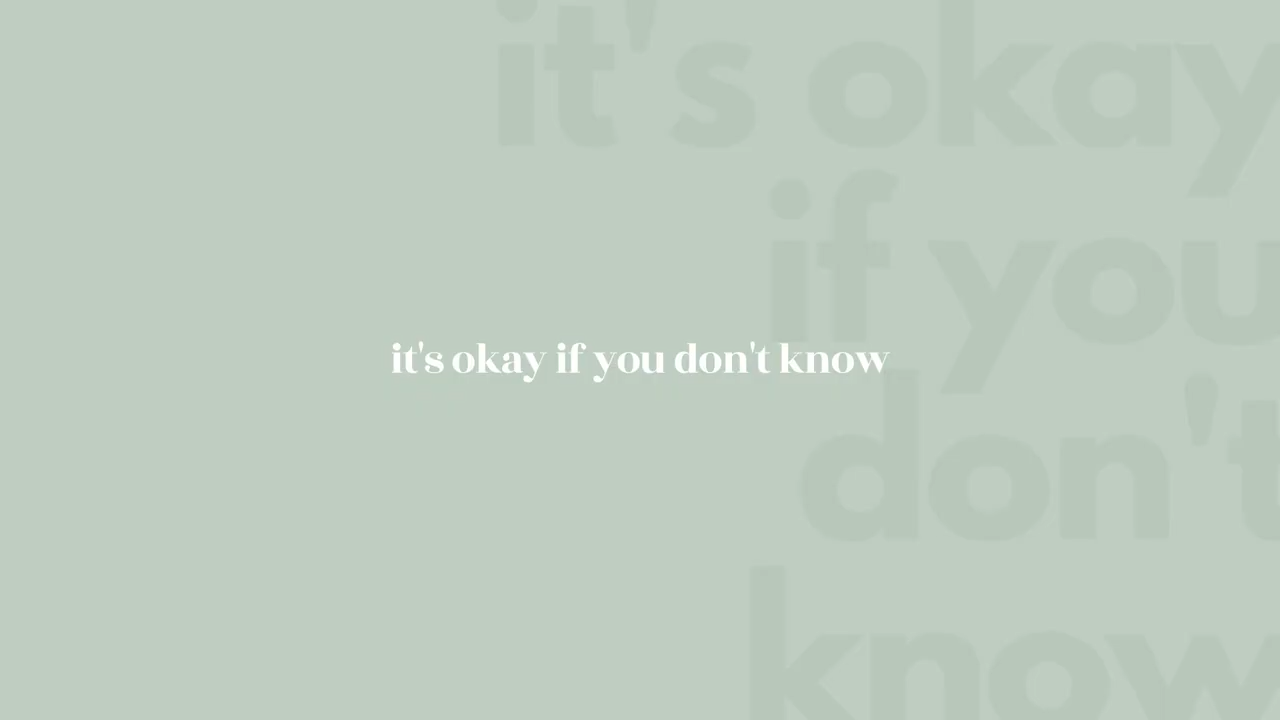 it's okay
if you
it's okay if you don't know
don't
know